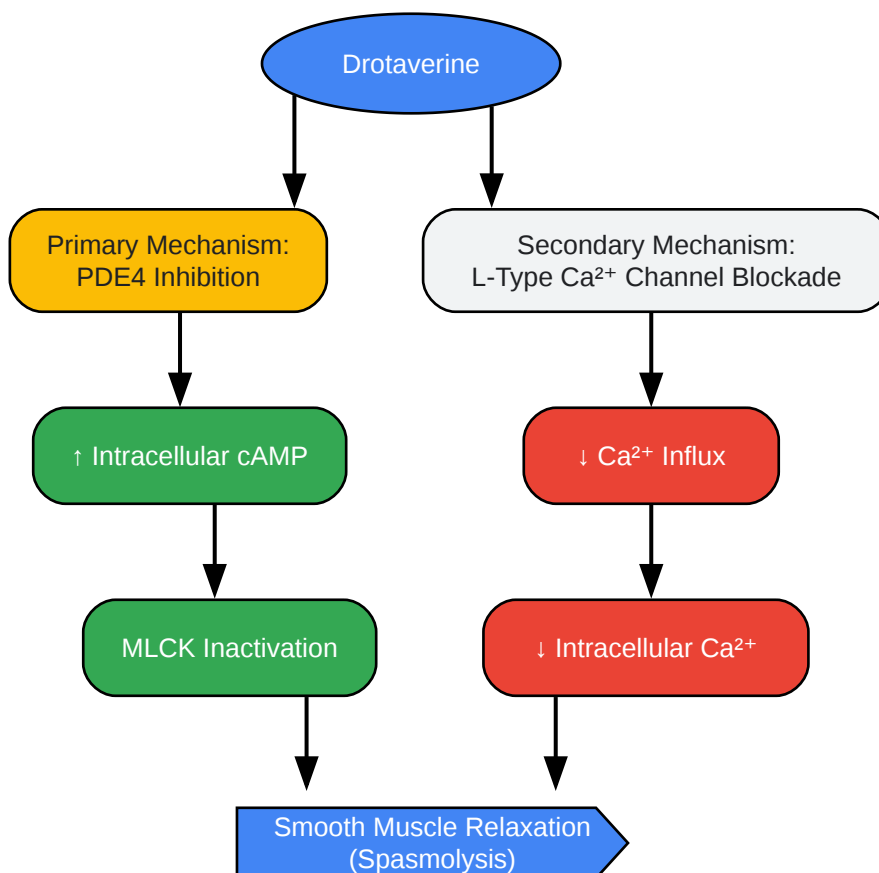 Drotaverine
Primary Mechanism:
PDE4 Inhibition
Secondary Mechanism:
L-Type Ca²⁺ Channel Blockade
↑ Intracellular cAMP
↓ Ca²⁺ Influx
MLCK Inactivation
↓ Intracellular Ca²⁺
Smooth Muscle Relaxation
(Spasmolysis)